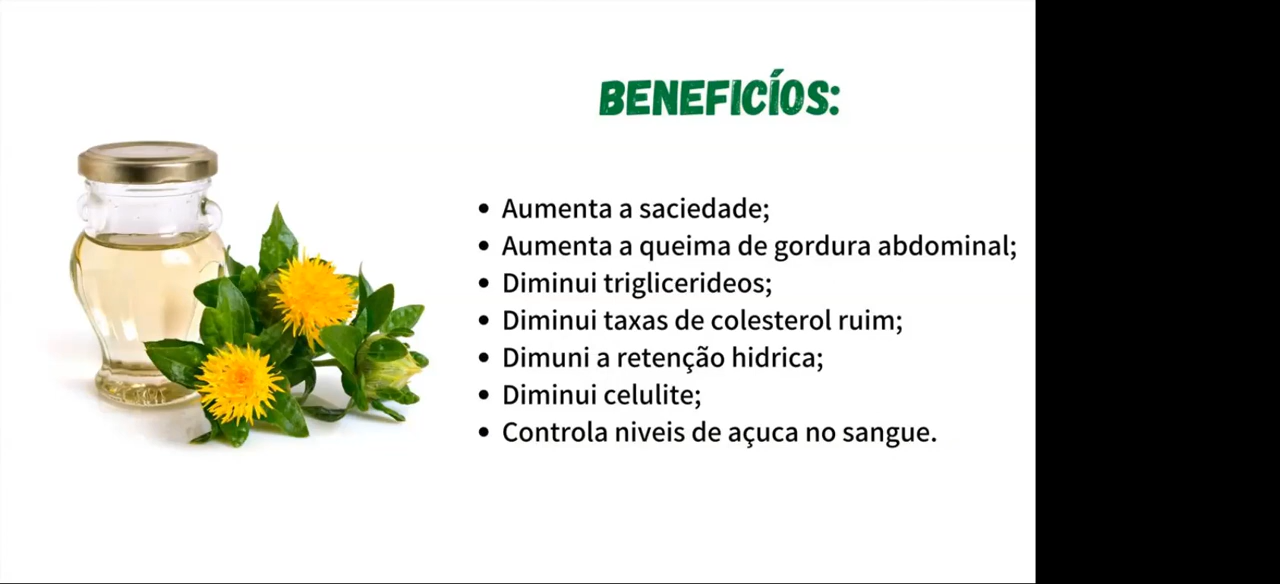 BENEFICÍOS:
Aumenta a saciedade;
Aumenta a queima de gordura abdominal;
Diminui triglicerideos;
Diminui taxas de colesterol ruim;
Dimuni a retenção hidrica;
Diminui celulite;
Controla niveis de açuca no sangue.